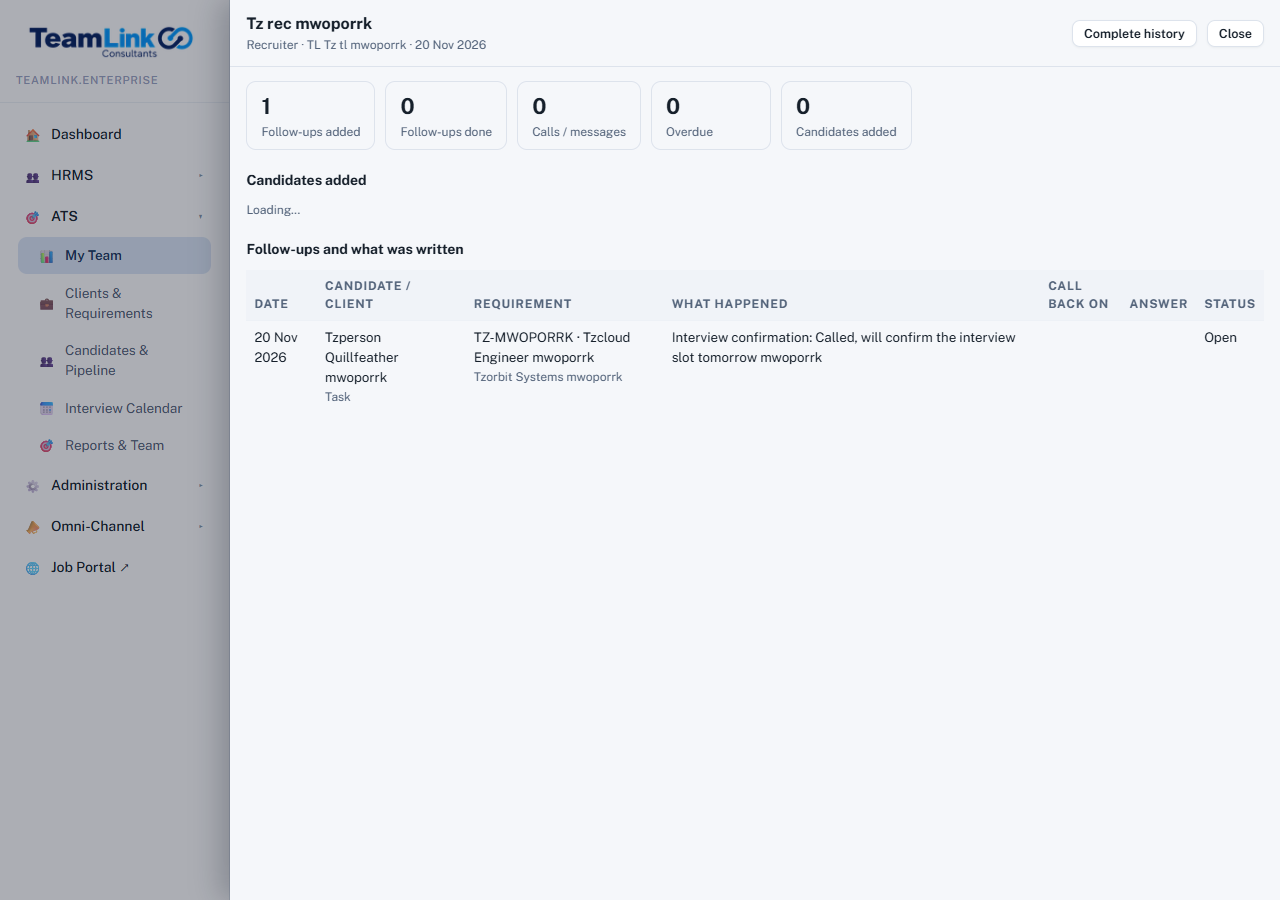 TeamLink
Consultants
TEAMLINK.ENTERPRISE
Dashboard
HRMS
ATS
My Team
Clients &
Requirements
Candidates &
Pipeline
Interview Calendar
Reports & Team
Administration
Omni-Channel
Job Portal ↗
Tz rec mwoporrk
Recruiter · TL Tz tl mwoporrk · 20 Nov 2026
Complete history
Close
1
Follow-ups added
0
Follow-ups done
0
Calls / messages
0
Overdue
0
Candidates added
Candidates added
Loading...
Follow-ups and what was written
DATE
CANDIDATE /
CLIENT
REQUIREMENT
WHAT HAPPENED
CALL
BACK ON
ANSWER
STATUS
20 Nov
2026
Tzperson
Quillfeather
mwoporrk
Task
TZ-MWOPORRK · Tzcloud
Engineer mwoporrk
Tzorbit Systems mwoporrk
Interview confirmation: Called, will confirm the interview
slot tomorrow mwoporrk
Open